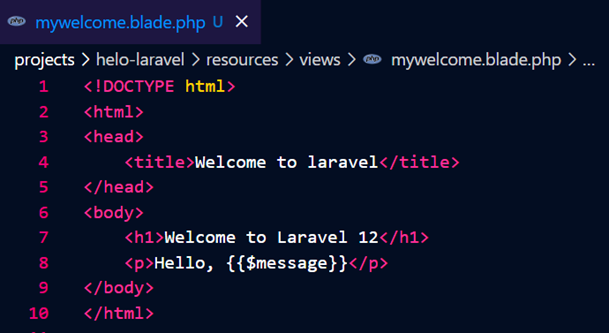 php mywelcome.blade.php U ×
projects > helo-laravel > resources > views > php mywelcome.blade.php > ...
1 <!DOCTYPE html>
2 <html>
3 <head>
4     <title>Welcome to laravel</title>
5 </head>
6 <body>
7     <h1>Welcome to Laravel 12</h1>
8     <p>Hello, {{$message}}</p>
9 </body>
10 </html>